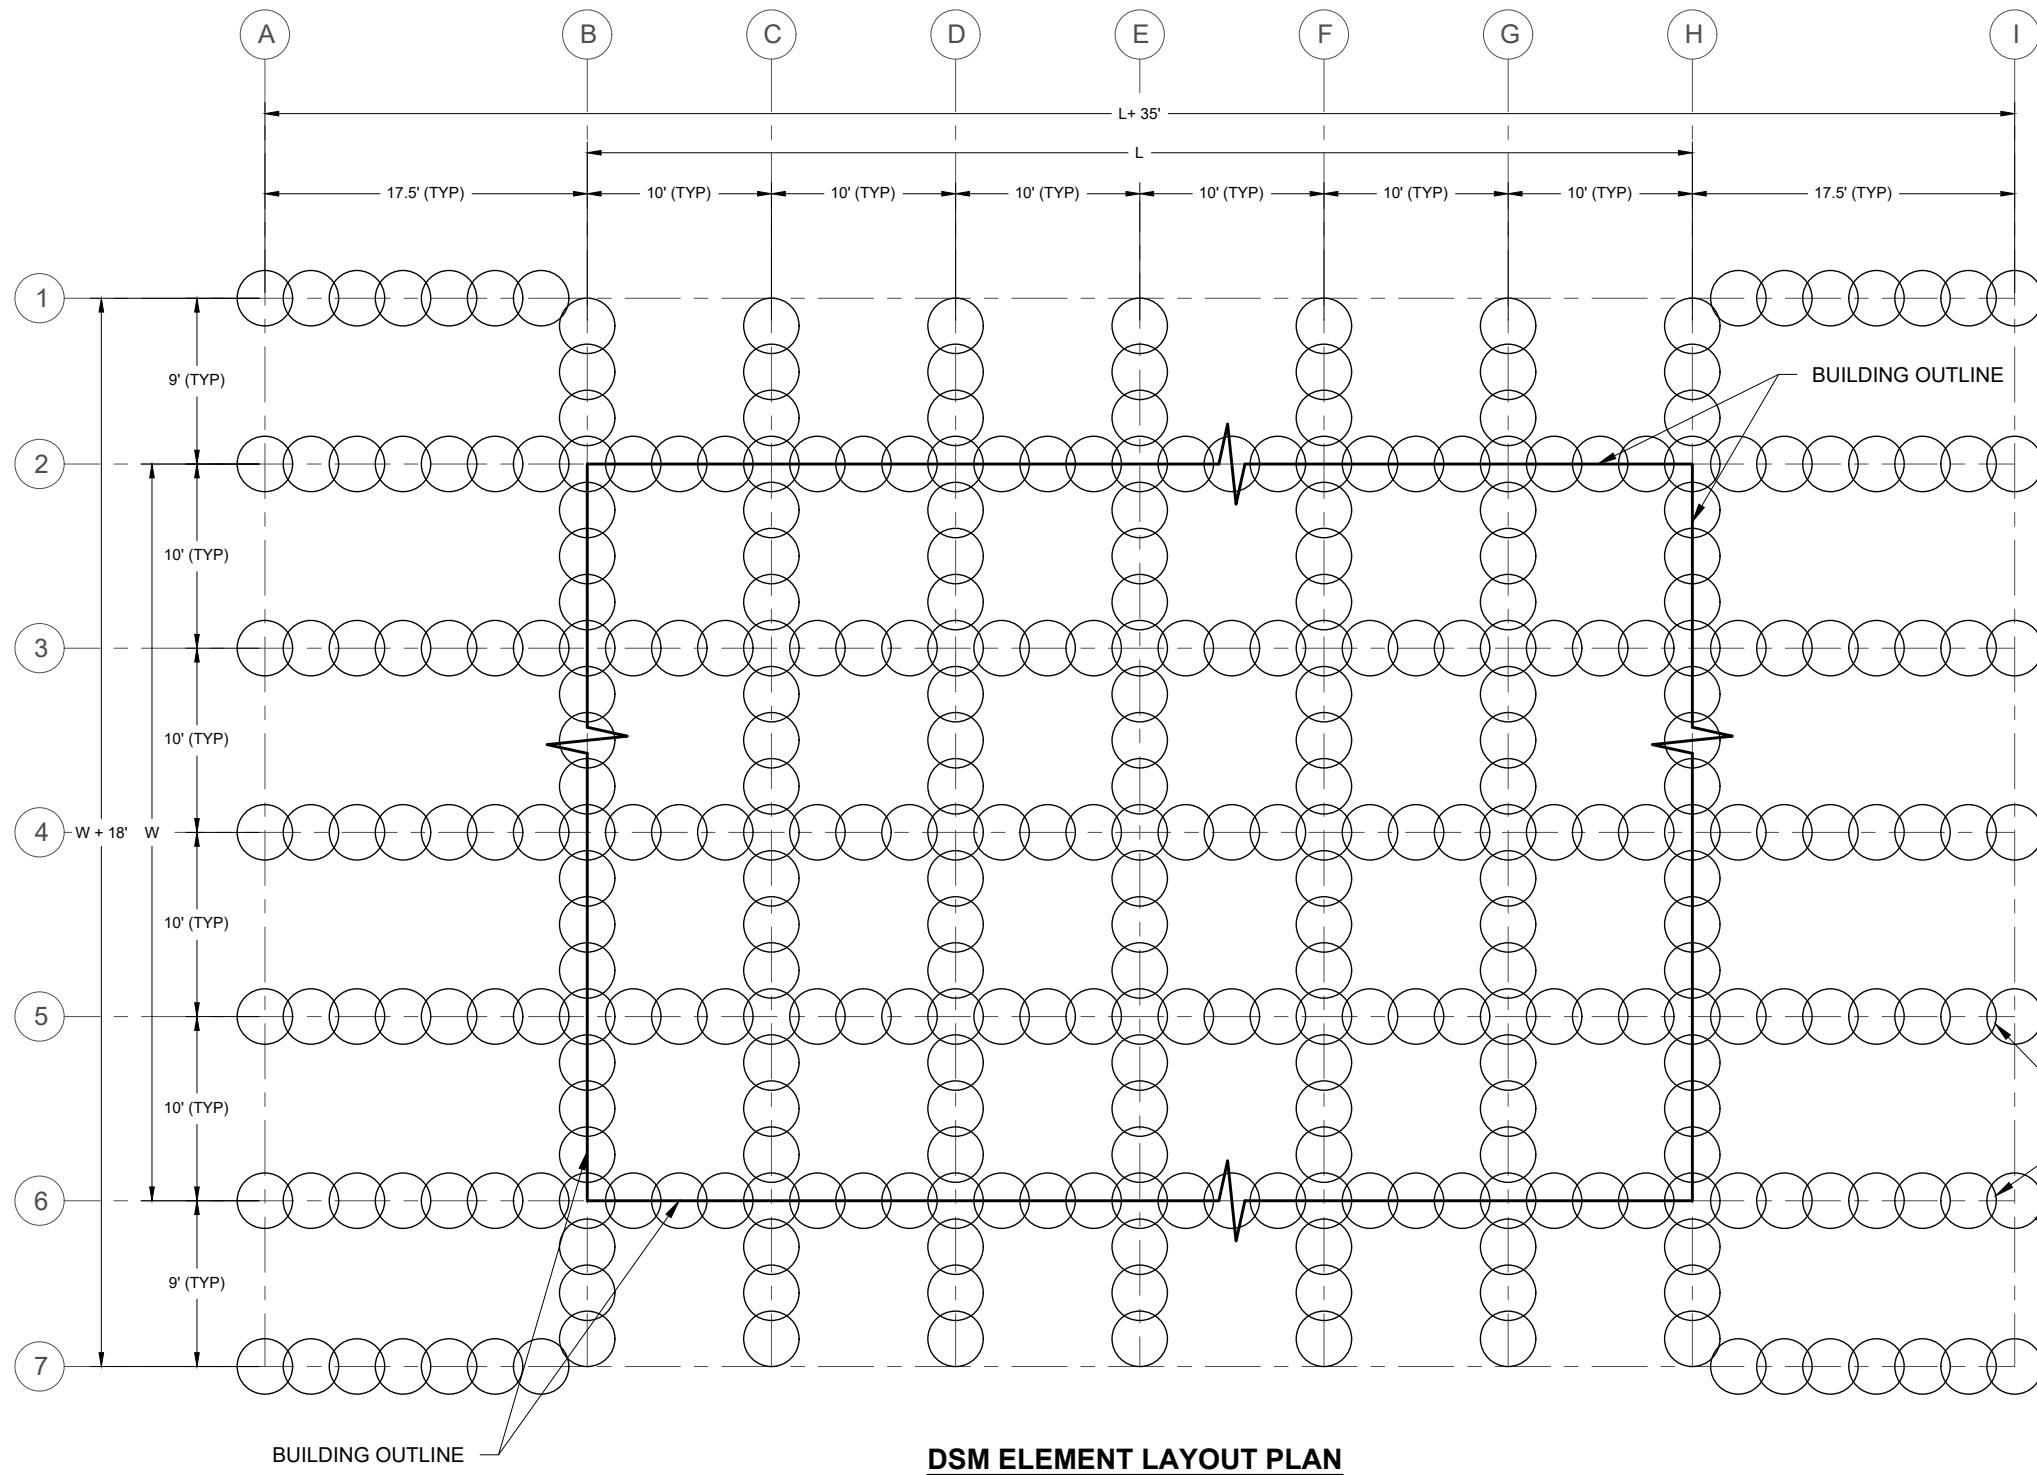 A B C D E F G H I
L+ 35'
L
17.5' (TYP) 10' (TYP) 10' (TYP) 10' (TYP) 10' (TYP) 10' (TYP) 10' (TYP) 17.5' (TYP)
1
9' (TYP)
BUILDING OUTLINE
2
10' (TYP)
3
10' (TYP)
4 W + 18' W
10' (TYP)
5
10' (TYP)
6
9' (TYP)
7
BUILDING OUTLINE
DSM ELEMENT LAYOUT PLAN